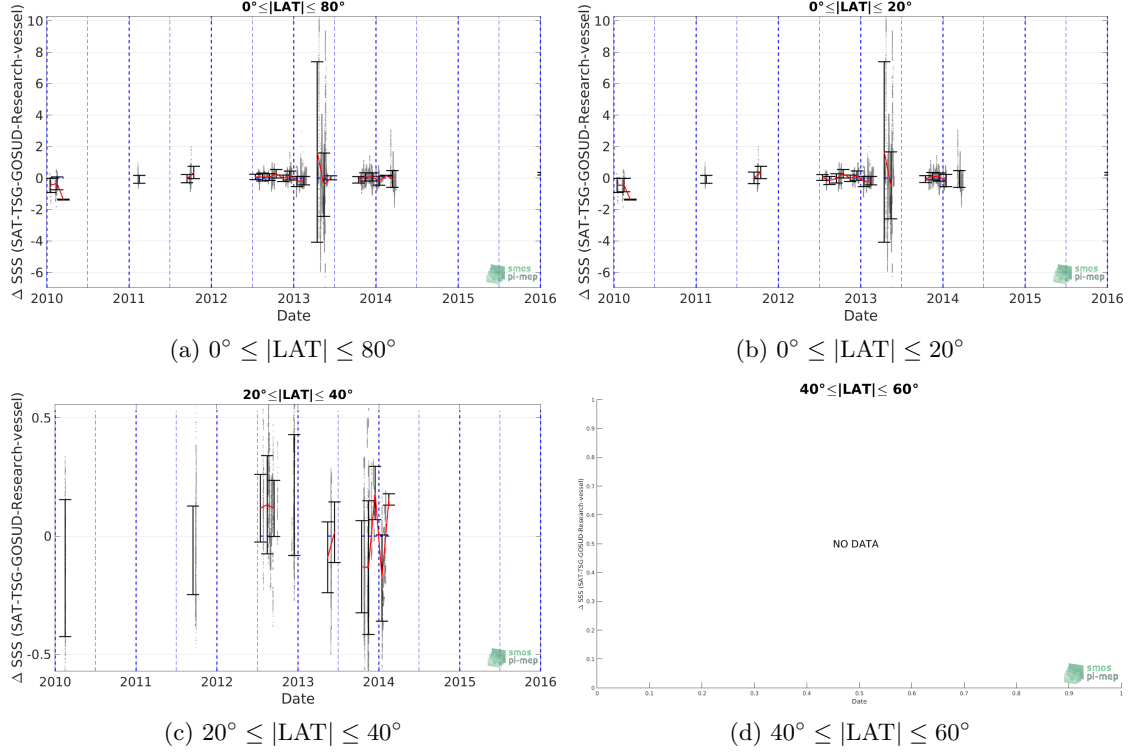 0°≤|LAT|≤ 80°
Δ SSS (SAT-TSG-GOSUD-Research-vessel)
10
8
6
4
2
0
-2
-4
-6
2010 2011 2012 2013 2014 2015 2016
Date
smos
pi-mep
(a) 0° ≤ |LAT| ≤ 80°
0°≤|LAT|≤ 20°
Δ SSS (SAT-TSG-GOSUD-Research-vessel)
10
8
6
4
2
0
-2
-4
-6
2010 2011 2012 2013 2014 2015 2016
Date
smos
pi-mep
(b) 0° ≤ |LAT| ≤ 20°
20°≤|LAT|≤ 40°
Δ SSS (SAT-TSG-GOSUD-Research-vessel)
0.5
0
-0.5
2010 2011 2012 2013 2014 2015 2016
Date
smos
pi-mep
(c) 20° ≤ |LAT| ≤ 40°
40°≤|LAT|≤ 60°
Δ SSS (SAT-TSG-GOSUD-Research-vessel)
1
0.9
0.8
0.7
0.6
0.5
0.4
0.3
0.2
0.1
0
NO DATA
0 0.1 0.2 0.3 0.4 0.5 0.6 0.7 0.8 0.9 1
Date
smos
pi-mep
(d) 40° ≤ |LAT| ≤ 60°